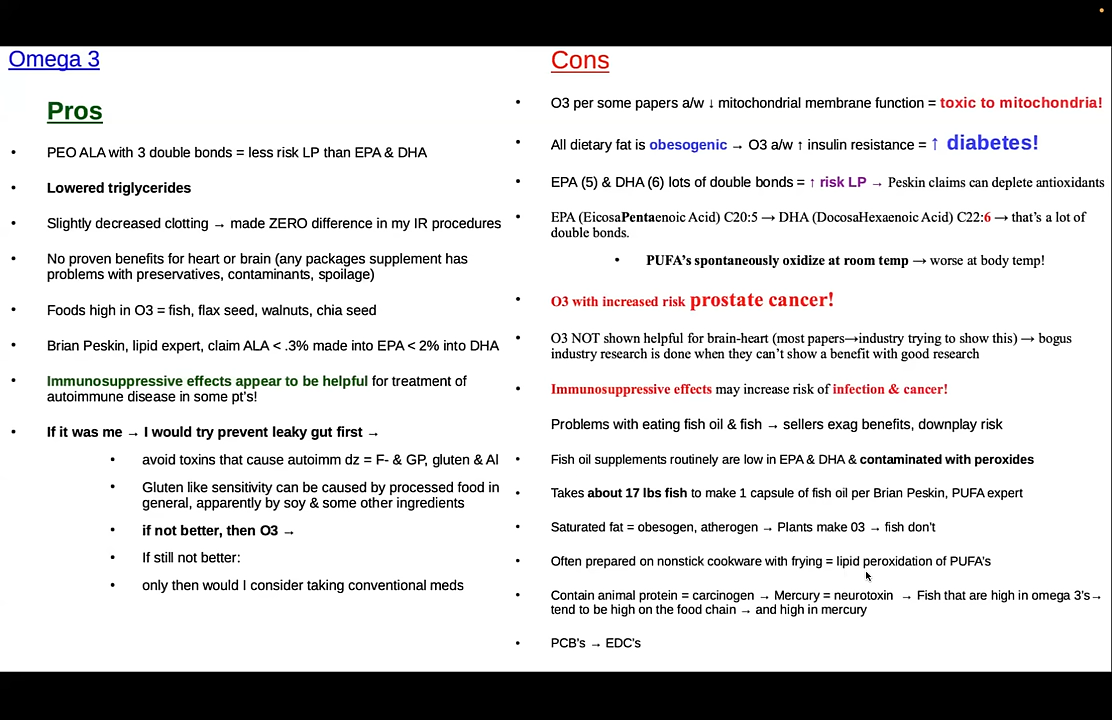 Omega 3
Pros
PEO ALA with 3 double bonds = less risk LP than EPA & DHA
Lowered triglycerides
Slightly decreased clotting → made ZERO difference in my IR procedures
No proven benefits for heart or brain (any packages supplement has
problems with preservatives, contaminants, spoilage)
Foods high in O3 = fish, flax seed, walnuts, chia seed
Brian Peskin, lipid expert, claim ALA < .3% made into EPA < 2% into DHA
Immunosuppressive effects appear to be helpful for treatment of
autoimmune disease in some pt's!
If it was me → I would try prevent leaky gut first →
avoid toxins that cause autoimm dz = F- & GP, gluten & Al
Gluten like sensitivity can be caused by processed food in
general, apparently by soy & some other ingredients
if not better, then O3 →
If still not better:
only then would I consider taking conventional meds
Cons
O3 per some papers a/w ↓ mitochondrial membrane function = toxic to mitochondria!
All dietary fat is obesogenic → O3 a/w ↑ insulin resistance = ↑ diabetes!
EPA (5) & DHA (6) lots of double bonds = ↑ risk LP → Peskin claims can deplete antioxidants
EPA (EicosaPentaenoic Acid) C20:5 → DHA (DocosaHexaenoic Acid) C22:6 → that's a lot of
double bonds.
PUFA's spontaneously oxidize at room temp → worse at body temp!
O3 with increased risk prostate cancer!
O3 NOT shown helpful for brain-heart (most papers→industry trying to show this) → bogus
industry research is done when they can't show a benefit with good research
Immunosuppressive effects may increase risk of infection & cancer!
Problems with eating fish oil & fish → sellers exag benefits, downplay risk
Fish oil supplements routinely are low in EPA & DHA & contaminated with peroxides
Takes about 17 lbs fish to make 1 capsule of fish oil per Brian Peskin, PUFA expert
Saturated fat = obesogen, atherogen → Plants make 03 → fish don't
Often prepared on nonstick cookware with frying = lipid peroxidation of PUFA's
Contain animal protein = carcinogen → Mercury = neurotoxin → Fish that are high in omega 3's→
tend to be high on the food chain → and high in mercury
PCB's → EDC's